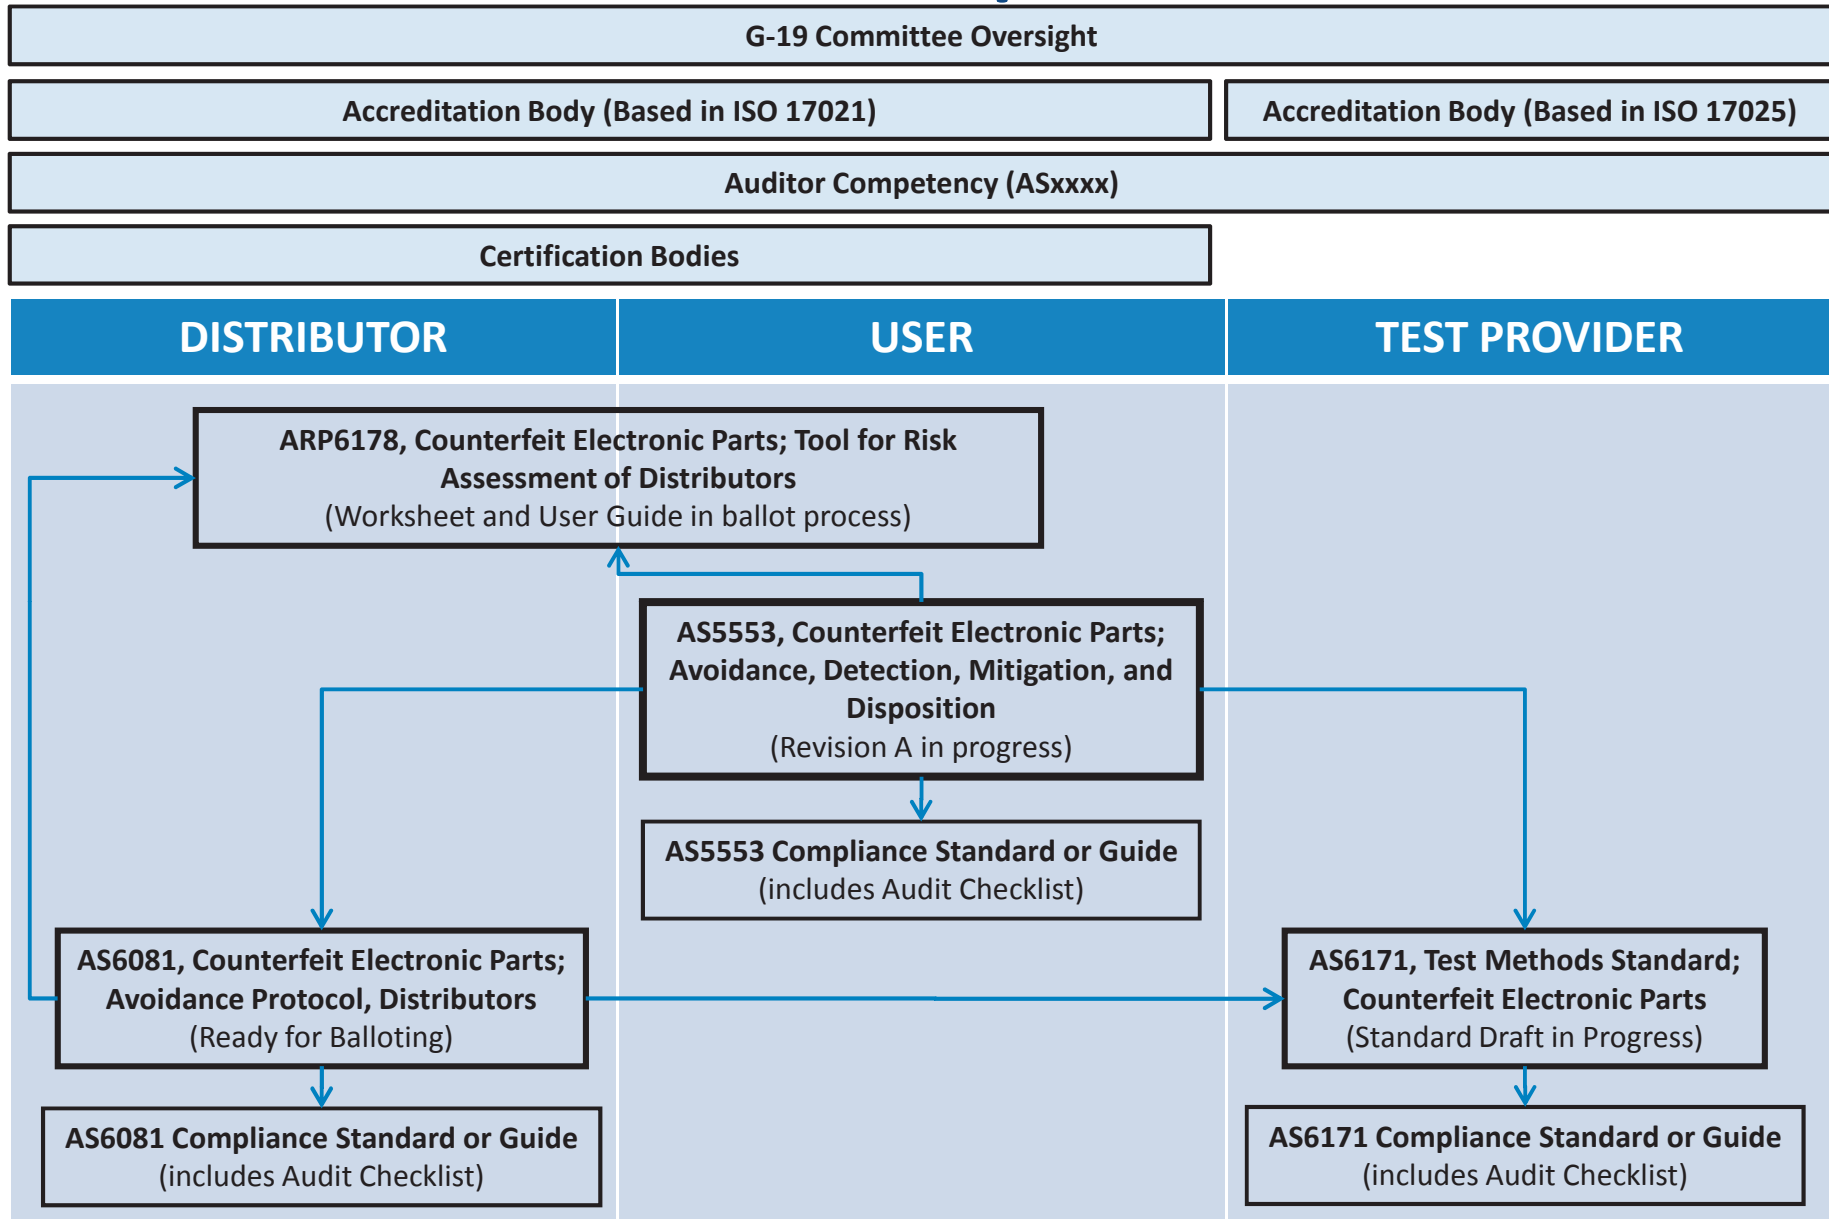 G-19 Committee Oversight
Accreditation Body (Based in ISO 17021)
Accreditation Body (Based in ISO 17025)
Auditor Competency (ASxxxx)
Certification Bodies
DISTRIBUTOR
USER
TEST PROVIDER
ARP6178, Counterfeit Electronic Parts; Tool for Risk
Assessment of Distributors
(Worksheet and User Guide in ballot process)
AS5553, Counterfeit Electronic Parts;
Avoidance, Detection, Mitigation, and
Disposition
(Revision A in progress)
AS5553 Compliance Standard or Guide
(includes Audit Checklist)
AS6081, Counterfeit Electronic Parts;
Avoidance Protocol, Distributors
(Ready for Balloting)
AS6171, Test Methods Standard;
Counterfeit Electronic Parts
(Standard Draft in Progress)
AS6081 Compliance Standard or Guide
(includes Audit Checklist)
AS6171 Compliance Standard or Guide
(includes Audit Checklist)